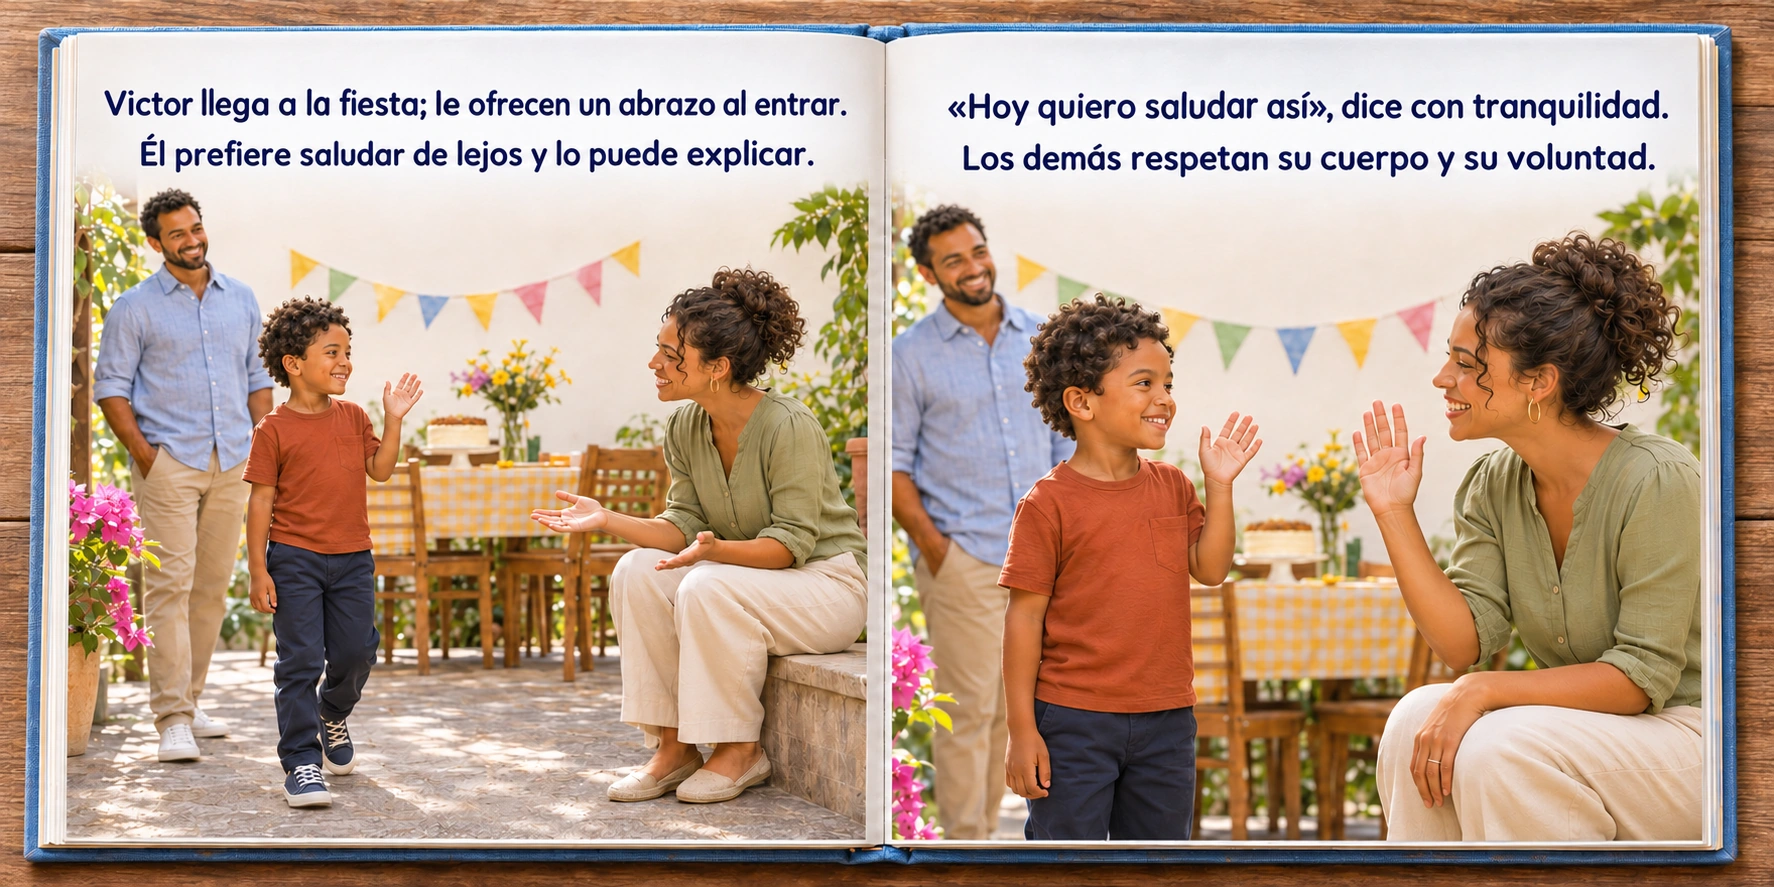 Victor llega a la fiesta; le ofrecen un abrazo al entrar.
Él prefiere saludar de lejos y lo puede explicar.
«Hoy quiero saludar así», dice con tranquilidad.
Los demás respetan su cuerpo y su voluntad.